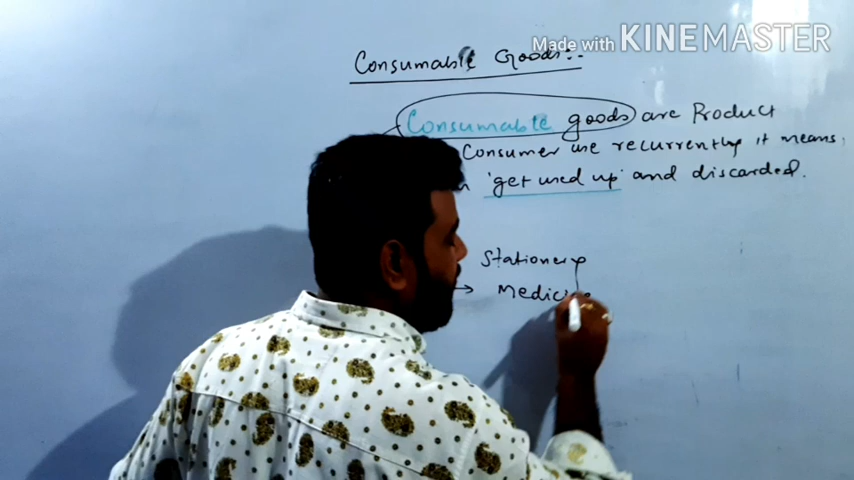 Made with KINEMASTER
Consumable Goods:-
Consumable goods are Product
Consumer use recurrently it means,
'get used up' and discarded.
Stationery
→ Medici